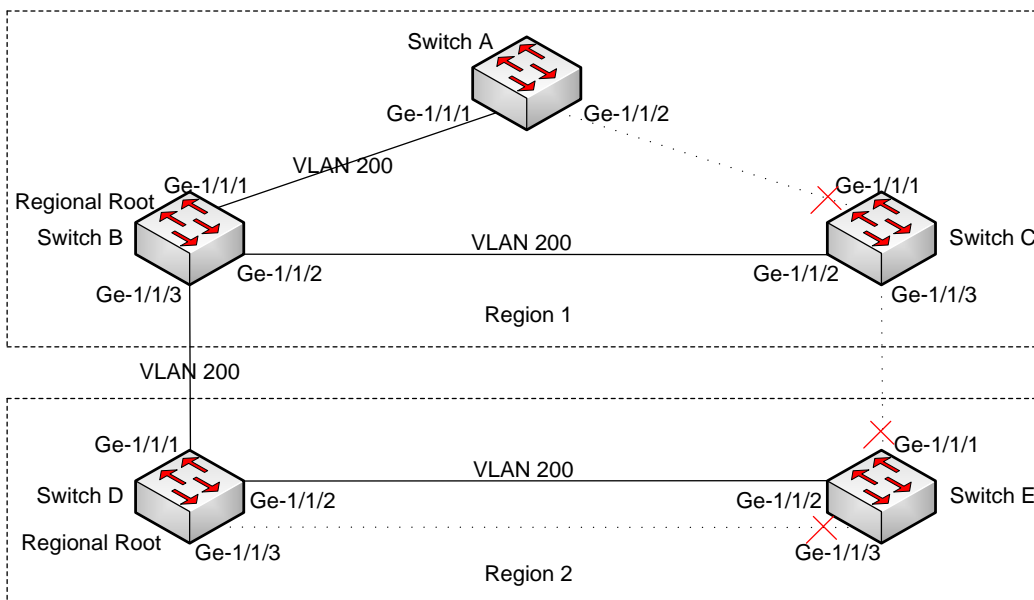 Switch A
Ge-1/1/1
Ge-1/1/2
VLAN 200
Ge-1/1/1
Ge-1/1/1
Regional Root
Switch B
VLAN 200
Switch C
Ge-1/1/2
Ge-1/1/2
Ge-1/1/3
Ge-1/1/3
Region 1
VLAN 200
Ge-1/1/1
Ge-1/1/1
VLAN 200
Switch D
Ge-1/1/2
Ge-1/1/2
Switch E
Regional Root
Ge-1/1/3
Ge-1/1/3
Region 2